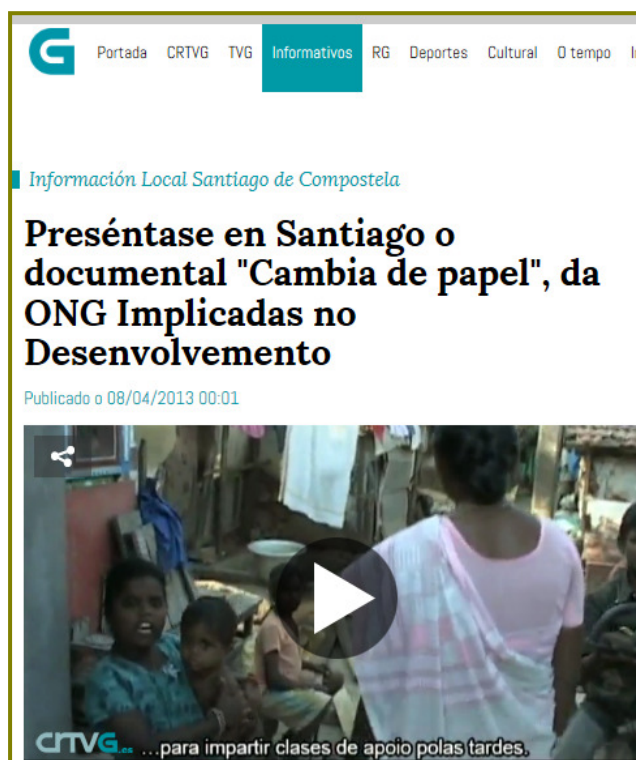 G
Portada CRTVG TVG Informativos RG Deportes Cultural O tempo
Información Local Santiago de Compostela
Preséntase en Santiago o
documental "Cambia de papel", da
ONG Implicadas no
Desenvolvemento
Publicado o 08/04/2013 00:01
CRTVG.es ...para impartir clases de apoio polas tardes.